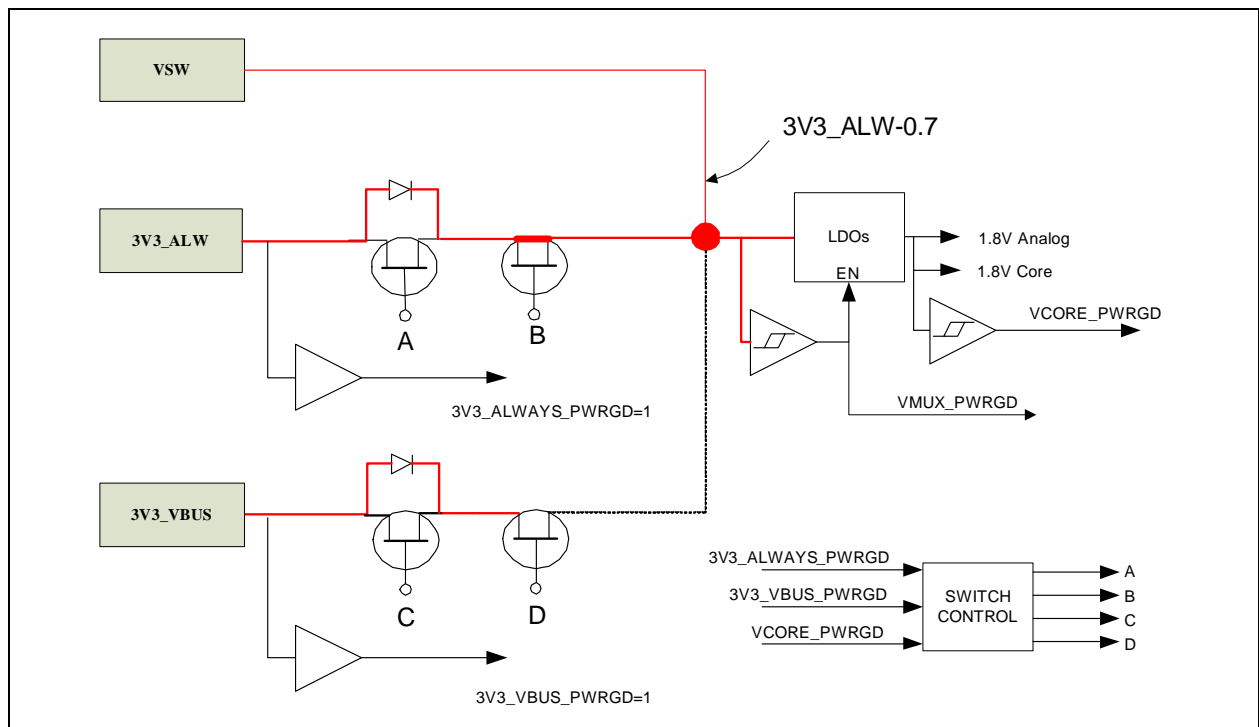 VSW
3V3_ALW-0.7
3V3_ALW
LDOs
EN
1.8V Analog
1.8V Core
A
B
VCORE_PWRGD
3V3_ALWAYS_PWRGD=1
VMUX_PWRGD
3V3_VBUS
C
D
3V3_VBUS_PWRGD=1
3V3_ALWAYS_PWRGD
3V3_VBUS_PWRGD
VCORE_PWRGD
SWITCH
CONTROL
A
B
C
D